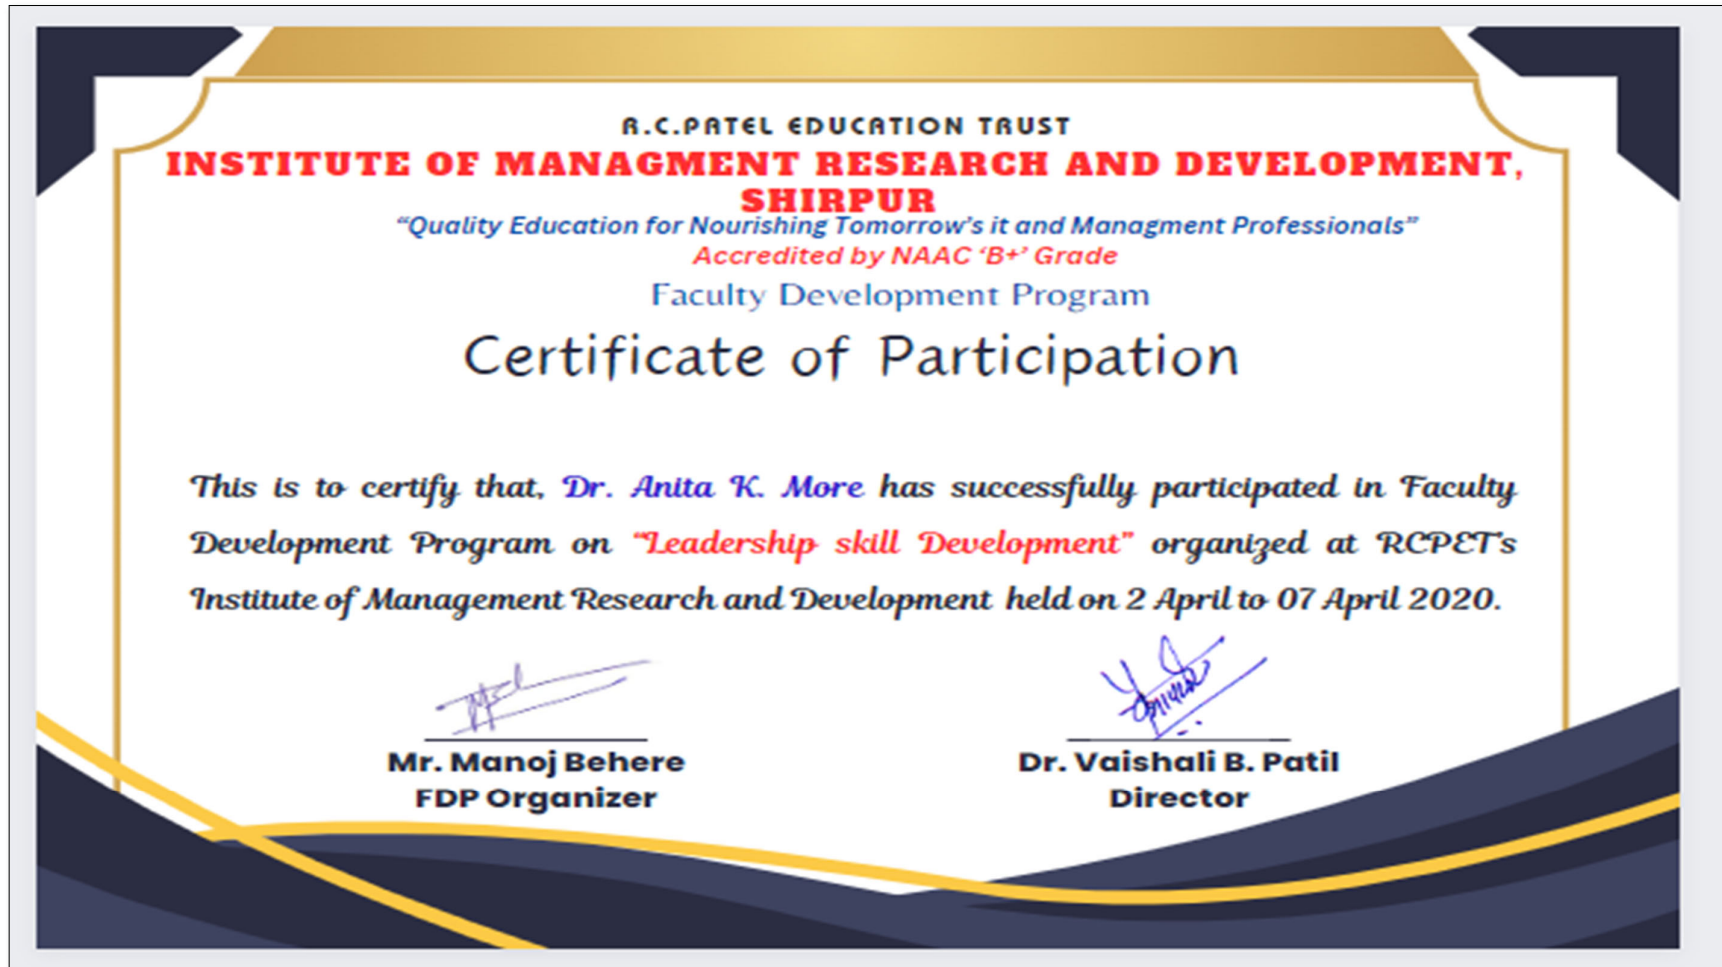 R.C.PATEL EDUCATION TRUST
INSTITUTE OF MANAGMENT RESEARCH AND DEVELOPMENT,
SHIRPUR
“Quality Education for Nourishing Tomorrow’s it and Managment Professionals”
Accredited by NAAC ‘B+’ Grade
Faculty Development Program
Certificate of Participation
This is to certify that, Dr. Anita K. More has successfully participated in Faculty
Development Program on “Leadership skill Development” organized at RCPET's
Institute of Management Research and Development held on 2 April to 07 April 2020.
Mr. Manoj Behere
FDP Organizer
Dr. Vaishali B. Patil
Director